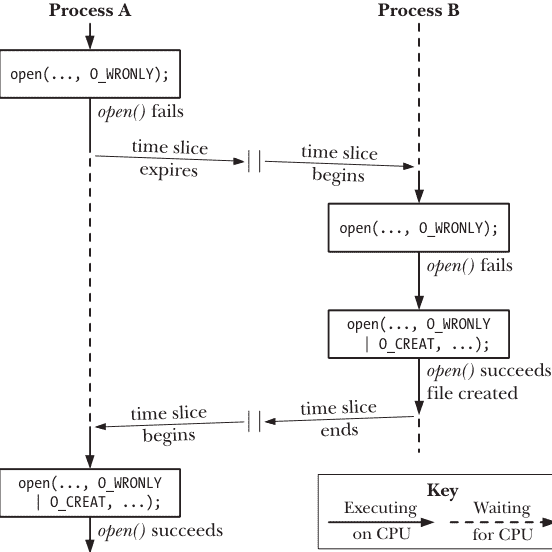 Process A
Process B
open(..., O_WRONLY);
open() fails
time slice
expires
time slice
begins
open(..., O_WRONLY);
open() fails
open(..., O_WRONLY
| O_CREAT, ...);
open() succeeds
file created
time slice
begins
time slice
ends
open(..., O_WRONLY
| O_CREAT, ...);
open() succeeds
Key
Executing
on CPU
Waiting
for CPU